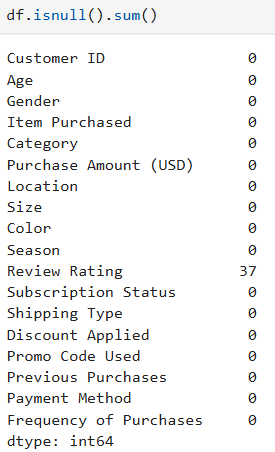 df.isnull().sum()
Customer ID 0
Age 0
Gender 0
Item Purchased 0
Category 0
Purchase Amount (USD) 0
Location 0
Size 0
Color 0
Season 0
Review Rating 37
Subscription Status 0
Shipping Type 0
Discount Applied 0
Promo Code Used 0
Previous Purchases 0
Payment Method 0
Frequency of Purchases 0
dtype: int64